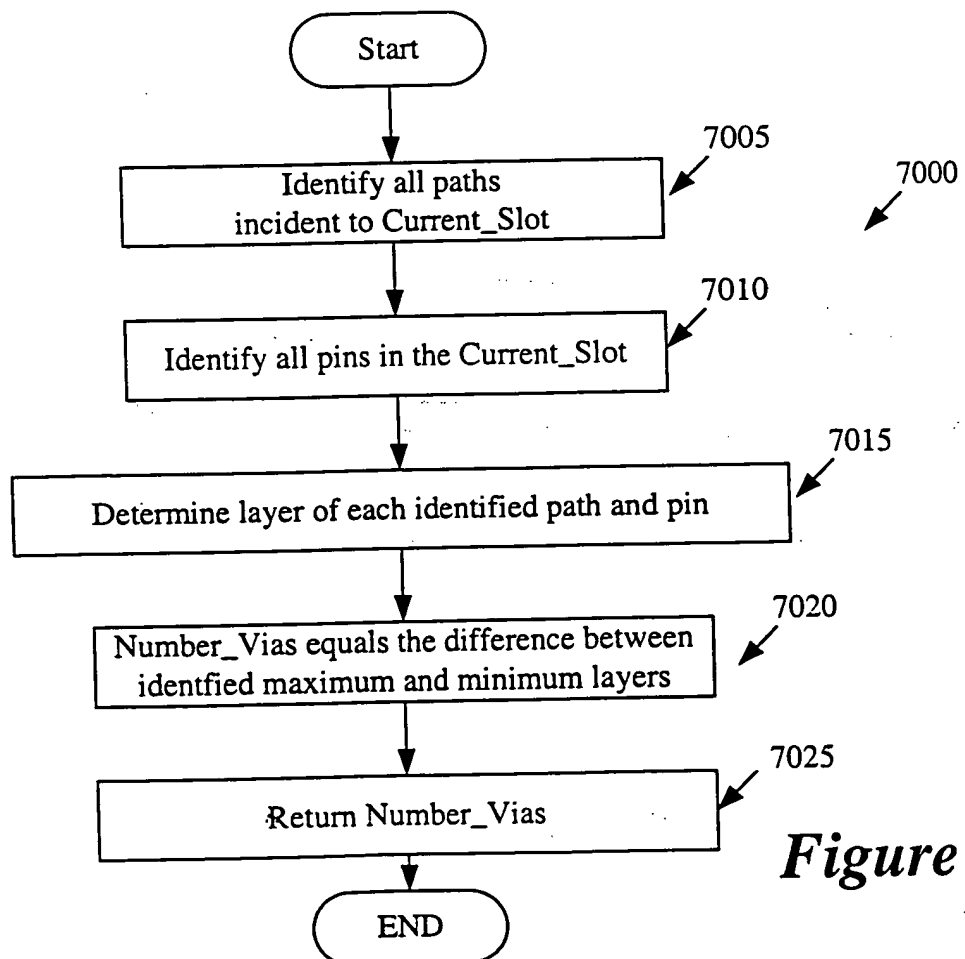 Start
7005
7000
Identify all paths
incident to Current_Slot
7010
Identify all pins in the Current_Slot
7015
Determine layer of each identified path and pin
7020
Number_Vias equals the difference between
identfied maximum and minimum layers
7025
Return Number_Vias
Figure
END